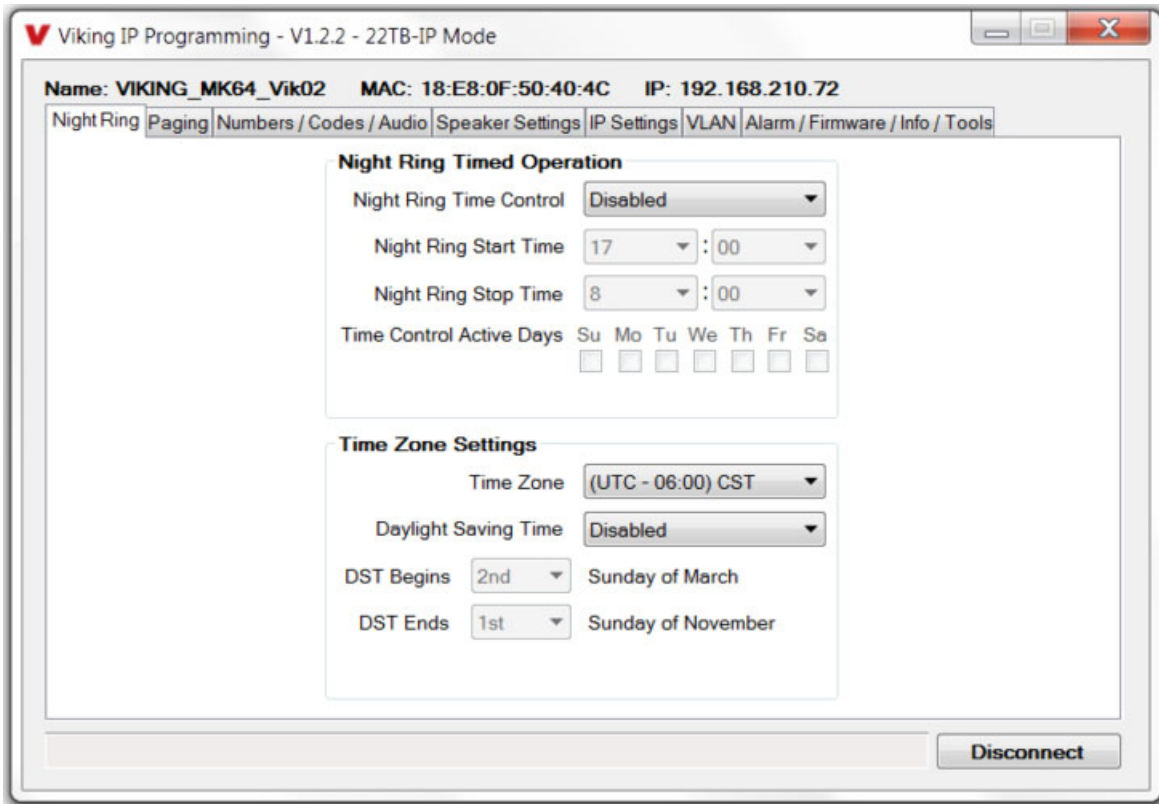 Viking IP Programming - V1.2.2 - 22TB-IP Mode
Name: VIKING_MK64_Vik02 MAC: 18:E8:0F:50:40:4C IP: 192.168.210.72
Night Ring Paging Numbers / Codes / Audio Speaker Settings IP Settings VLAN Alarm / Firmware / Info / Tools
Night Ring Timed Operation
Night Ring Time Control Disabled
Night Ring Start Time 17 : 00
Night Ring Stop Time 8 : 00
Time Control Active Days Su Mo Tu We Th Fr Sa
Time Zone Settings
Time Zone (UTC - 06:00) CST
Daylight Saving Time Disabled
DST Begins 2nd Sunday of March
DST Ends 1st Sunday of November
Disconnect